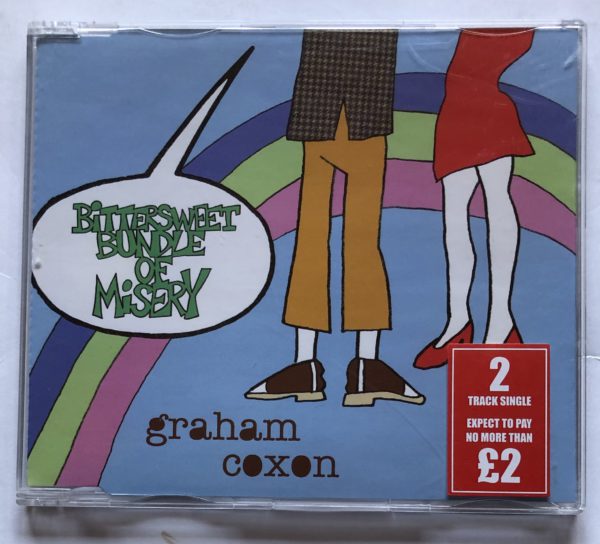 BITTERSWEET
BUNDLE
OF
MiSERY
graham
coxon
2
TRACK SINGLE
EXPECT TO PAY
NO MORE THAN
£2